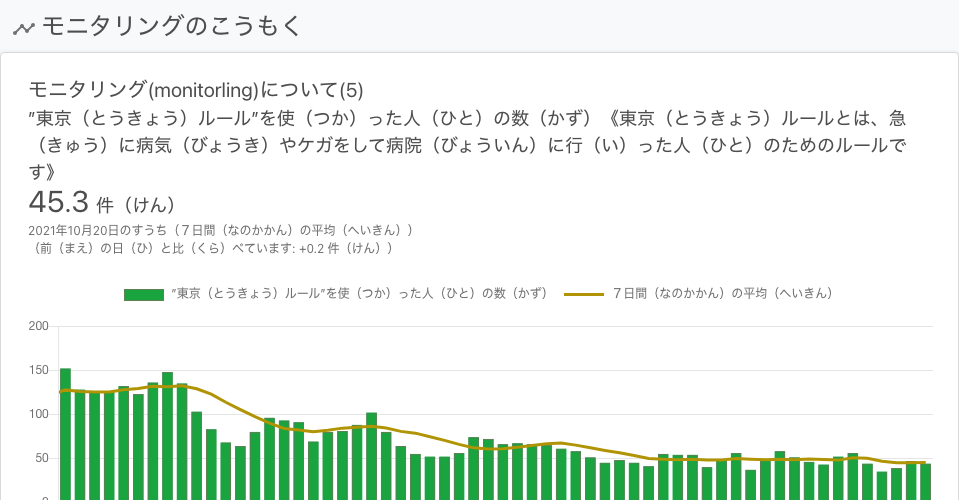 モニタリングのこうもく
モニタリング(monitorling)について(5)
”東京（とうきょう）ルール”を使（つか）った人（ひと）の数（かず）《東京（とうきょう）ルールとは、急
（きゅう）に病気（びょうき）やケガをして病院（びょういん）に行（い）った人（ひと）のためのルールで
す》
45.3 件（けん）
2021年10月20日のすうち（７日間（なのかかん）の平均（へいきん））
（前（まえ）の日（ひ）と比（くら）べています: +0.2 件（けん））
”東京（とうきょう）ルール”を使（つか）った人（ひと）の数（かず） ７日間（なのかかん）の平均（へいきん）
200
150
100
50
0